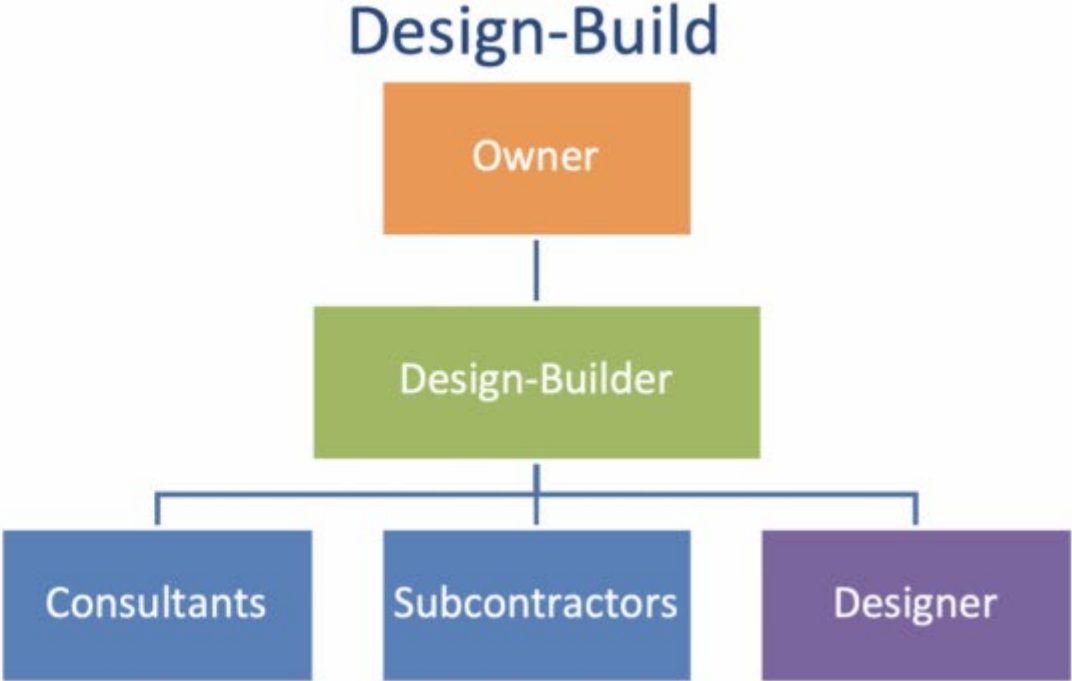 Design-Build
Owner
Design-Builder
Consultants
Subcontractors
Designer